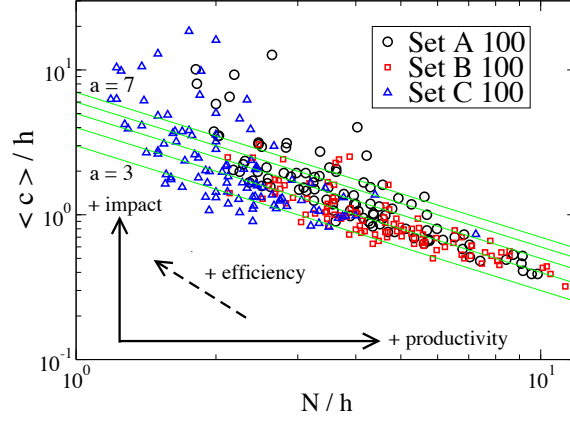 10^1
10^0
10^-1
< c > / h
a = 7
a = 3
+ impact
+ efficiency
+ productivity
Set A 100
Set B 100
Set C 100
10^0
10^1
N / h